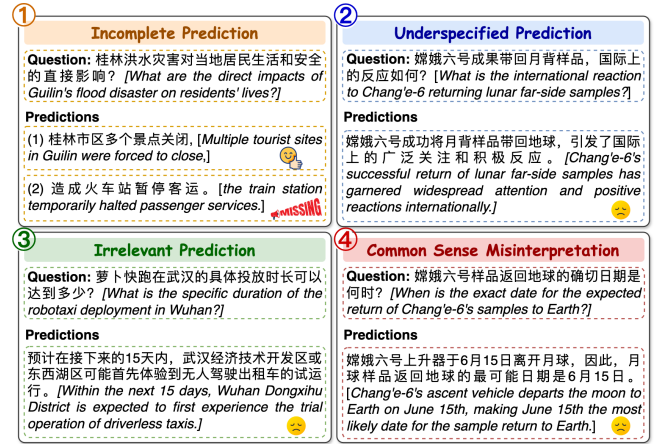 ①
Incomplete Prediction
Question: 桂林洪水灾害对当地居民生活和安全
的直接影响？ [What are the direct impacts of
Guilin's flood disaster on residents' lives?]
Predictions
(1) 桂林市区多个景点关闭, [Multiple tourist sites
in Guilin were forced to close,]
(2) 造成火车站暂停客运。[the train station
temporarily halted passenger services.]
MISSING
②
Underspecified Prediction
Question: 嫦娥六号成果带回月背样品，国际上
的反应如何？ [What is the international reaction
to Chang'e-6 returning lunar far-side samples?]
Predictions
嫦娥六号成功将月背样品带回地球，引发了国际
上的广泛关注和积极反应。[Chang'e-6's
successful return of lunar far-side samples has
garnered widespread attention and positive
reactions internationally.]
③
Irrelevant Prediction
Question: 萝卜快跑在武汉的具体投放时长可以
达到多少？ [What is the specific duration of the
robotaxi deployment in Wuhan?]
Predictions
预计在接下来的15天内，武汉经济技术开发区或
东西湖区可能首先体验到无人驾驶出租车的试运
行。[Within the next 15 days, Wuhan Dongxihu
District is expected to first experience the trial
operation of driverless taxis.]
④
Common Sense Misinterpretation
Question: 嫦娥六号样品返回地球的确切日期是
何时？ [When is the exact date for the expected
return of Chang'e-6's samples to Earth?]
Predictions
嫦娥六号上升器于6月15日离开月球，因此，月
球样品返回地球的最可能日期是6月15日。
[Chang'e-6's ascent vehicle departs the moon to
Earth on June 15th, making June 15th the most
likely date for the sample return to Earth.]